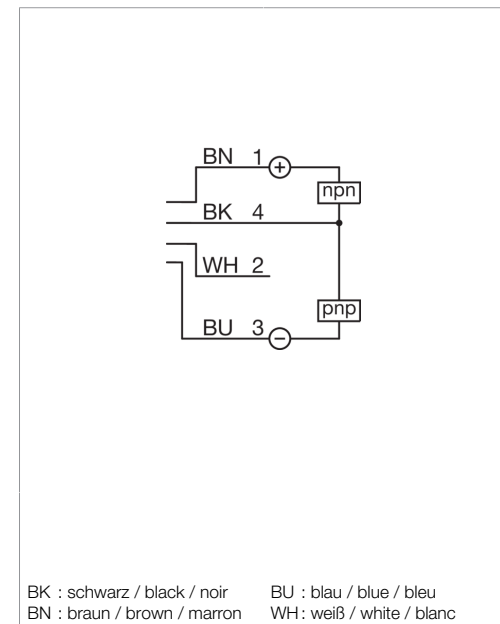 BN 1 +
npn
BK 4
WH 2
pnp
BU 3 −
BK : schwarz / black / noir BU : blau / blue / bleu
BN : braun / brown / marron WH : weiß / white / blanc